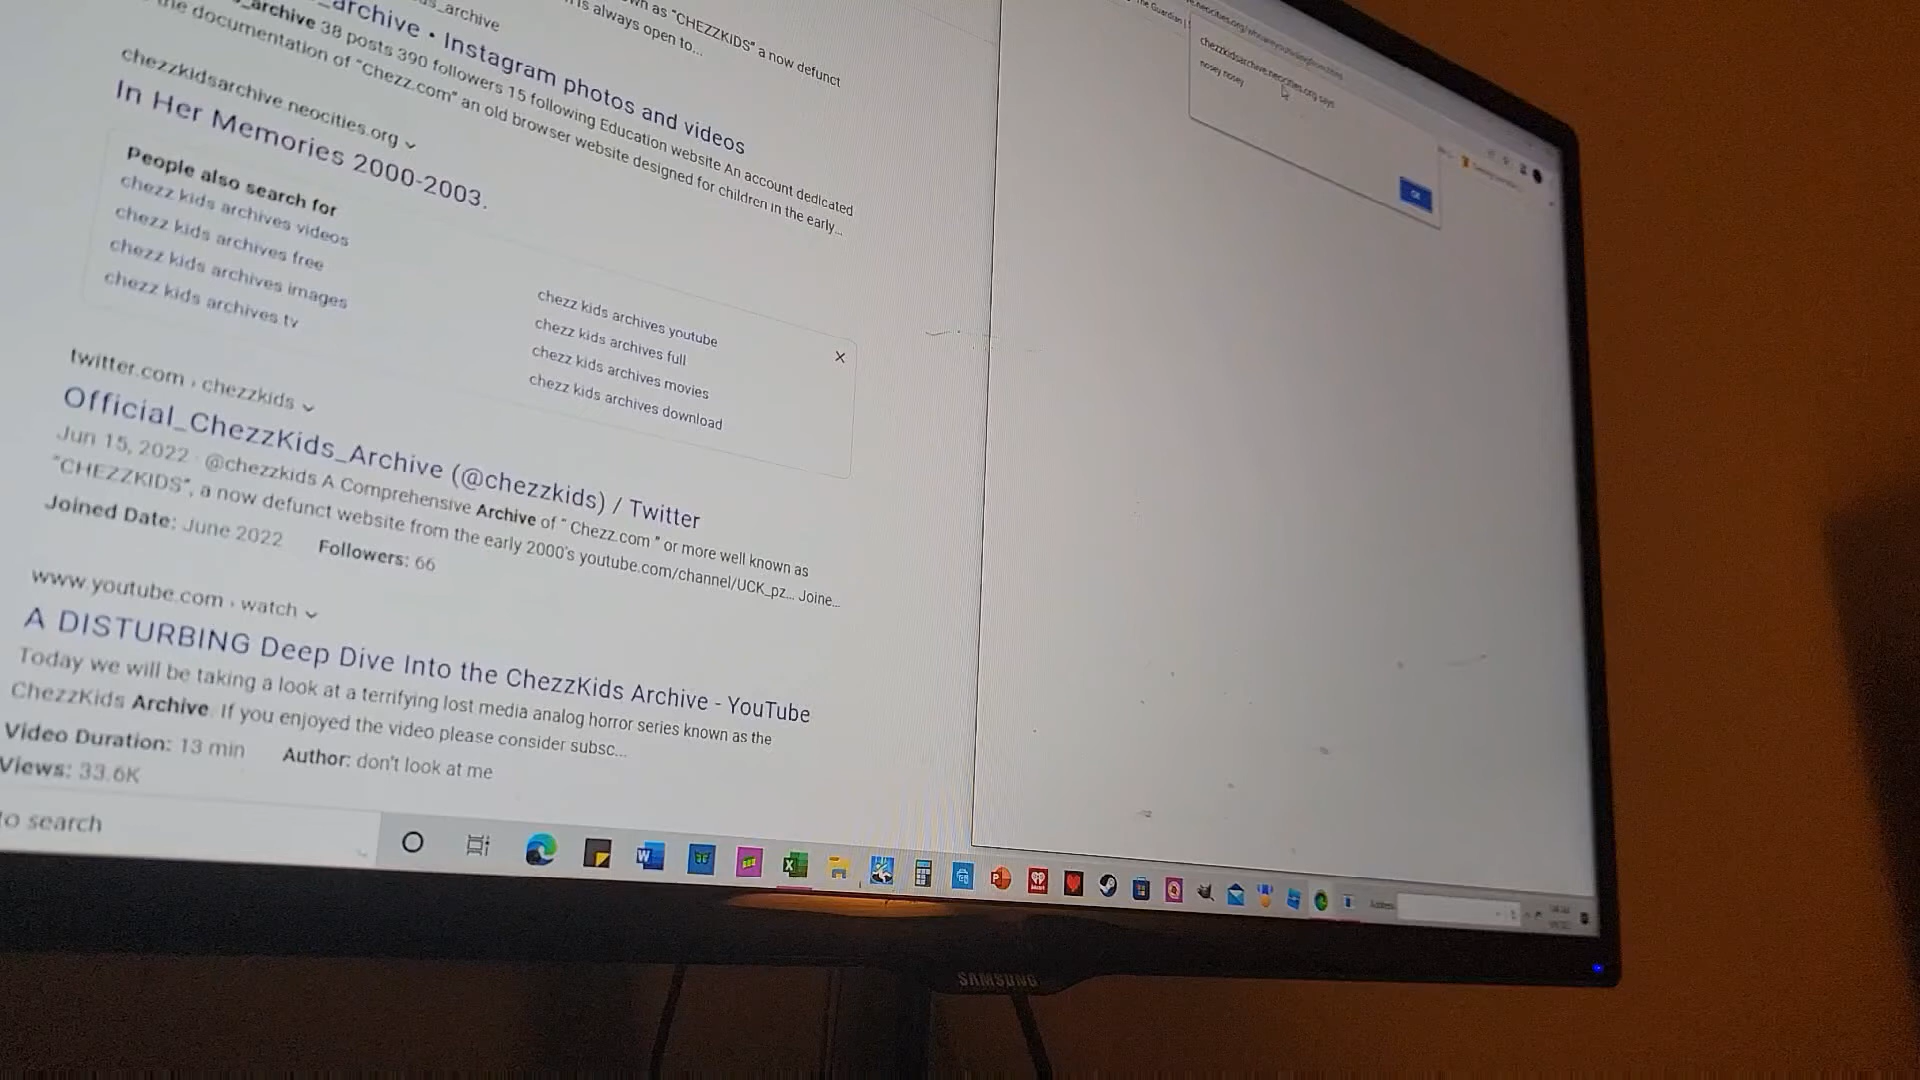 as "CHEZZKIDS" a now defunct
is always open to...
_archive
_archive • Instagram photos and videos
_archive 38 posts 390 followers 15 following Education website An account dedicated
the documentation of "Chezz.com" an old browser website designed for children in the early...
chezzkidsarchive.neocities.org
In Her Memories 2000-2003.
People also search for
chezz kids archives videos
chezz kids archives free
chezz kids archives images
chezz kids archives tv
chezz kids archives youtube
chezz kids archives full
chezz kids archives movies
chezz kids archives download
twitter.com › chezzkids
Official_ChezzKids_Archive (@chezzkids) / Twitter
Jun 15, 2022 · @chezzkids A Comprehensive Archive of " Chezz.com " or more well known as
"CHEZZKIDS", a now defunct website from the early 2000's youtube.com/channel/UCK_pz... Joine...
Joined Date: June 2022 Followers: 66
www.youtube.com › watch
A DISTURBING Deep Dive Into the ChezzKids Archive - YouTube
Today we will be taking a look at a terrifying lost media analog horror series known as the
ChezzKids Archive. If you enjoyed the video please consider subsc...
Video Duration: 13 min Author: don't look at me
Views: 33.6K
to search
The Guardian
chezzkidsarchive.neocities.org says
nosey nosey
OK
Address
SAMSUNG